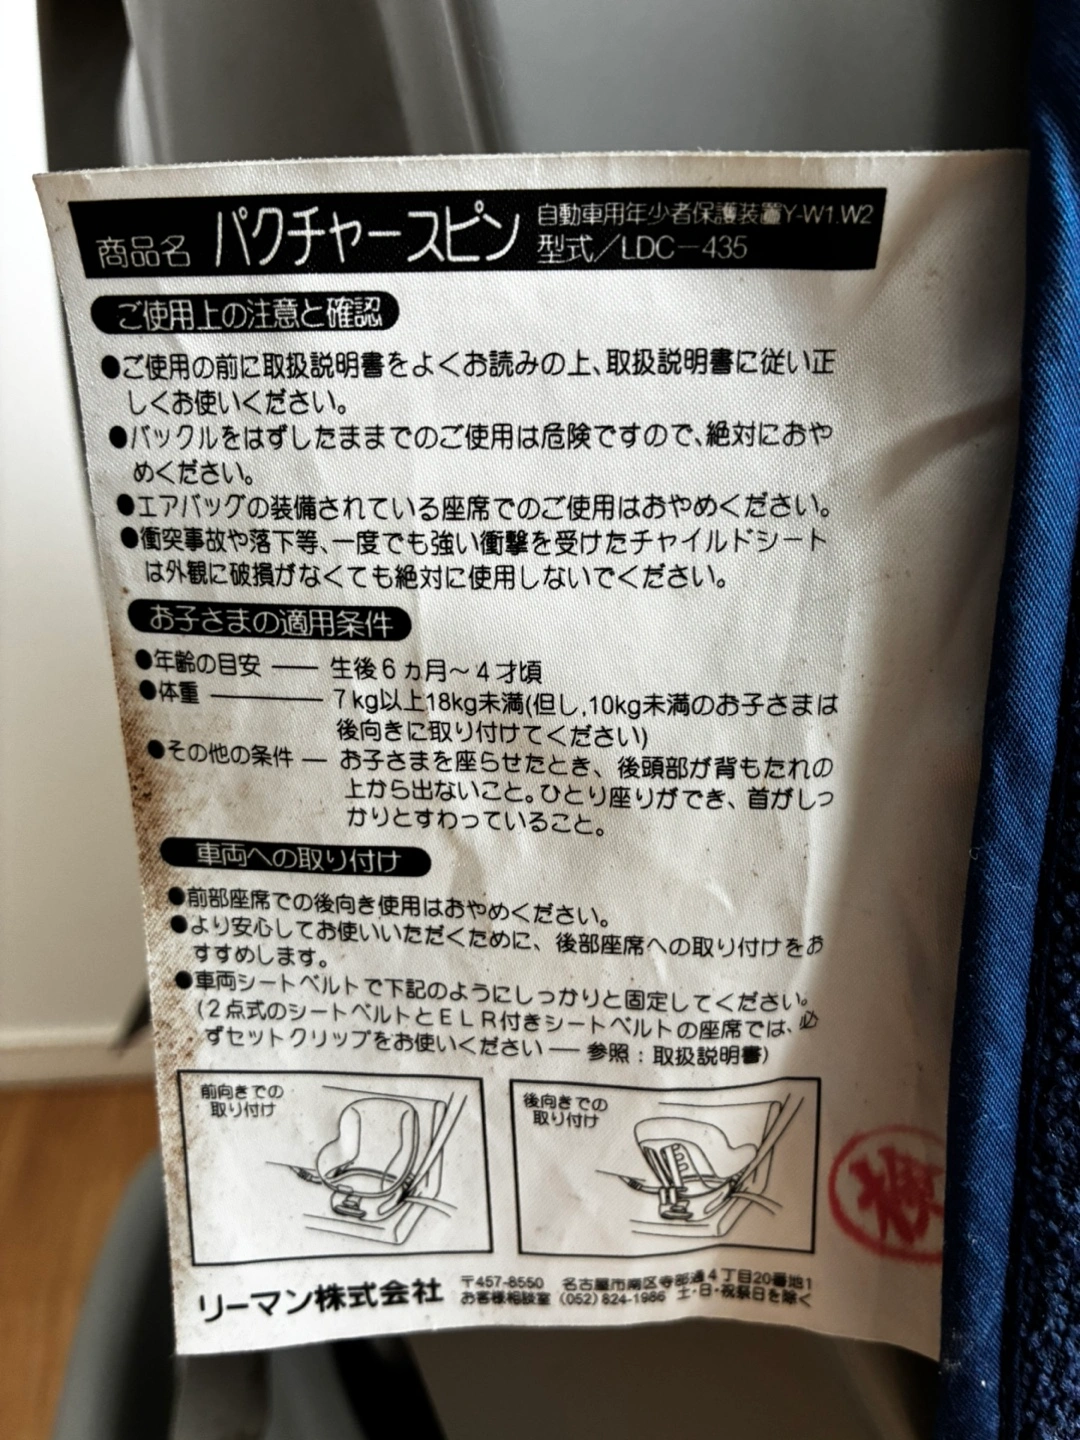 商品名 パクチャースピン 自動車用年少者保護装置Y-W1.W2
型式/LDC-435
ご使用上の注意と確認
●ご使用の前に取扱説明書をよくお読みの上、取扱説明書に従い正
しくお使いください。
●バックルをはずしたままでのご使用は危険ですので、絶対におや
めください。
●エアバッグの装備されている座席でのご使用はおやめください。
●衝突事故や落下等、一度でも強い衝撃を受けたチャイルドシート
は外観に破損がなくても絶対に使用しないでください。
お子さまの適用条件
●年齢の目安 ── 生後6ヵ月～4才頃
●体重 ──── 7kg以上18kg未満(但し,10kg未満のお子さまは
後向きに取り付けてください)
●その他の条件 ─ お子さまを座らせたとき、後頭部が背もたれの
上から出ないこと。ひとり座りができ、首がしっ
かりとすわっていること。
車両への取り付け
●前部座席での後向き使用はおやめください。
●より安心してお使いいただくために、後部座席への取り付けをお
すすめします。
●車両シートベルトで下記のようにしっかりと固定してください。
(2点式のシートベルトとELR付きシートベルトの座席では、必
ずセットクリップをお使いください── 参照：取扱説明書)
前向きでの
取り付け
後向きでの
取り付け
リーマン株式会社
〒457-8550 名古屋市南区寺部通4丁目20番地1
お客様相談室 (052)824-1986 土・日・祝祭日を除く